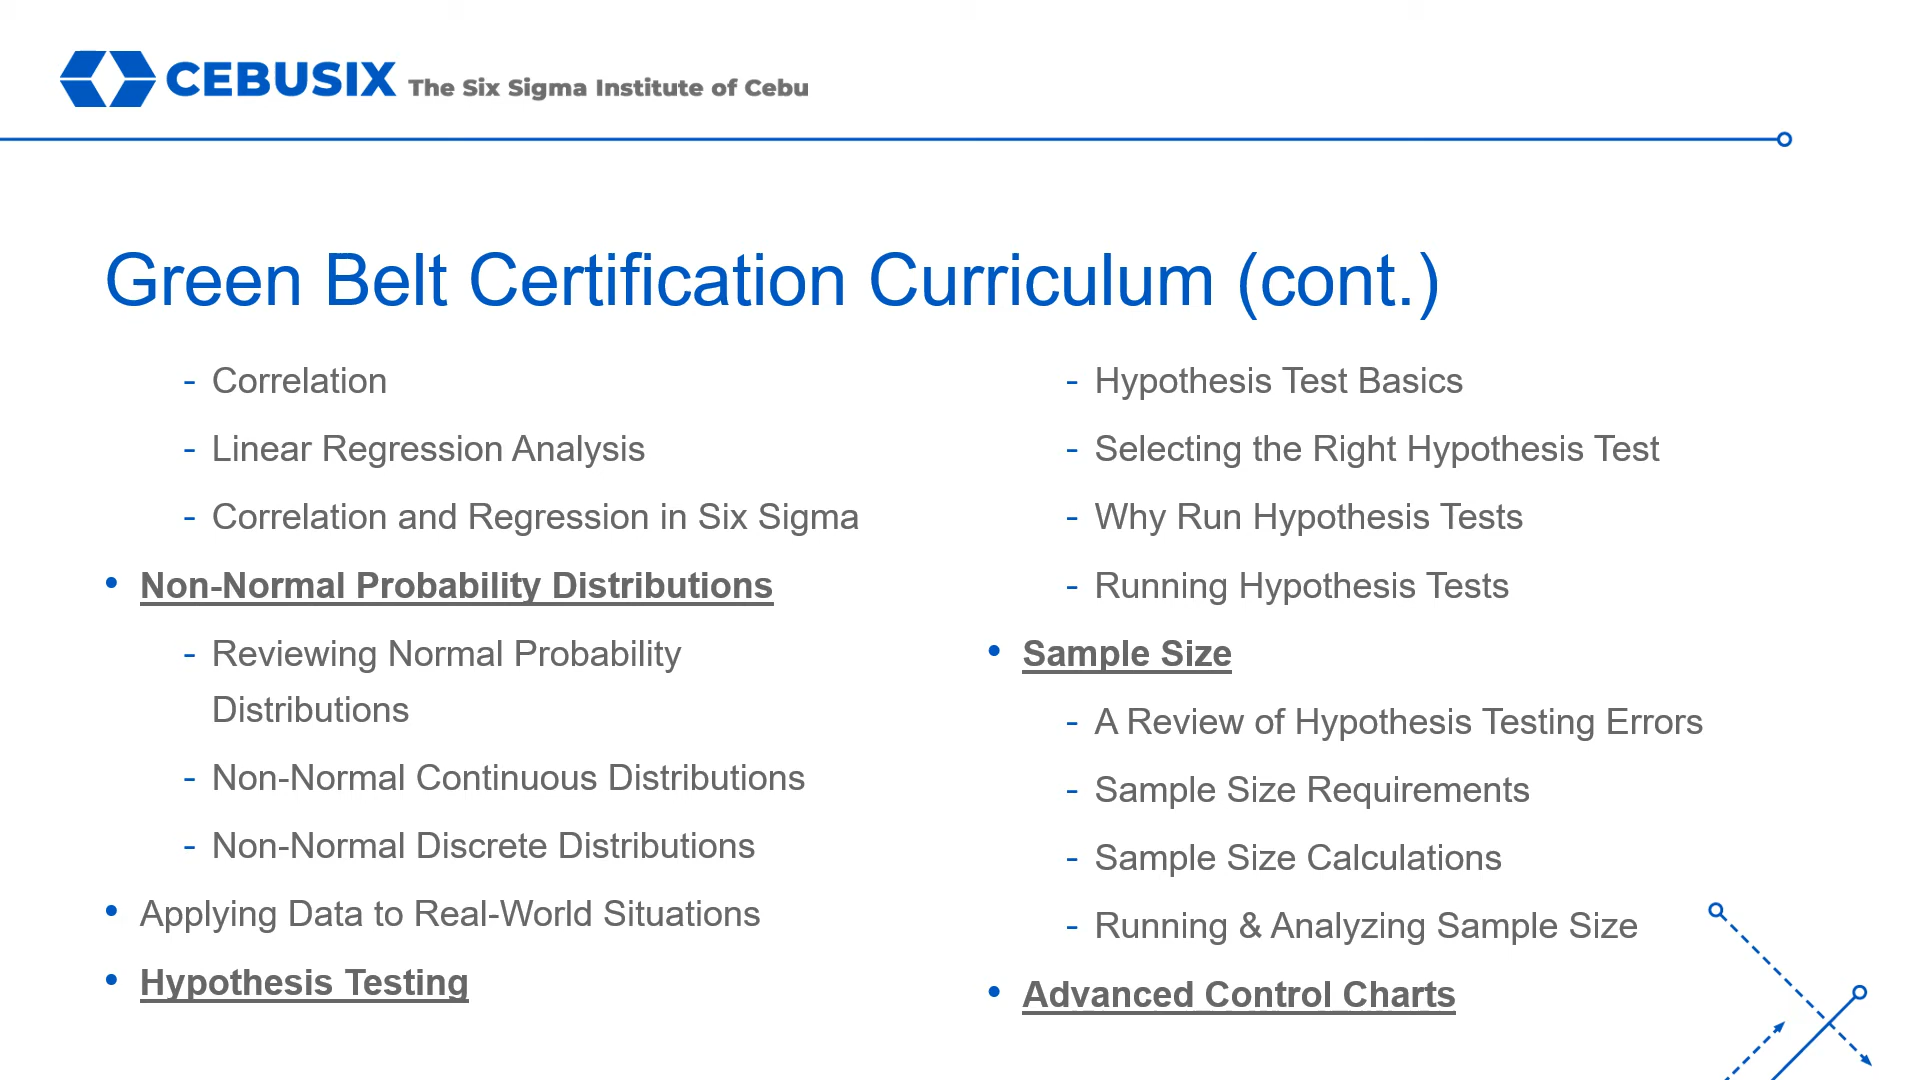 CEBUSIX The Six Sigma Institute of Cebu
Green Belt Certification Curriculum (cont.)
- Correlation
- Linear Regression Analysis
- Correlation and Regression in Six Sigma
• Non-Normal Probability Distributions
- Reviewing Normal Probability
Distributions
- Non-Normal Continuous Distributions
- Non-Normal Discrete Distributions
• Applying Data to Real-World Situations
• Hypothesis Testing
- Hypothesis Test Basics
- Selecting the Right Hypothesis Test
- Why Run Hypothesis Tests
- Running Hypothesis Tests
• Sample Size
- A Review of Hypothesis Testing Errors
- Sample Size Requirements
- Sample Size Calculations
- Running & Analyzing Sample Size
• Advanced Control Charts